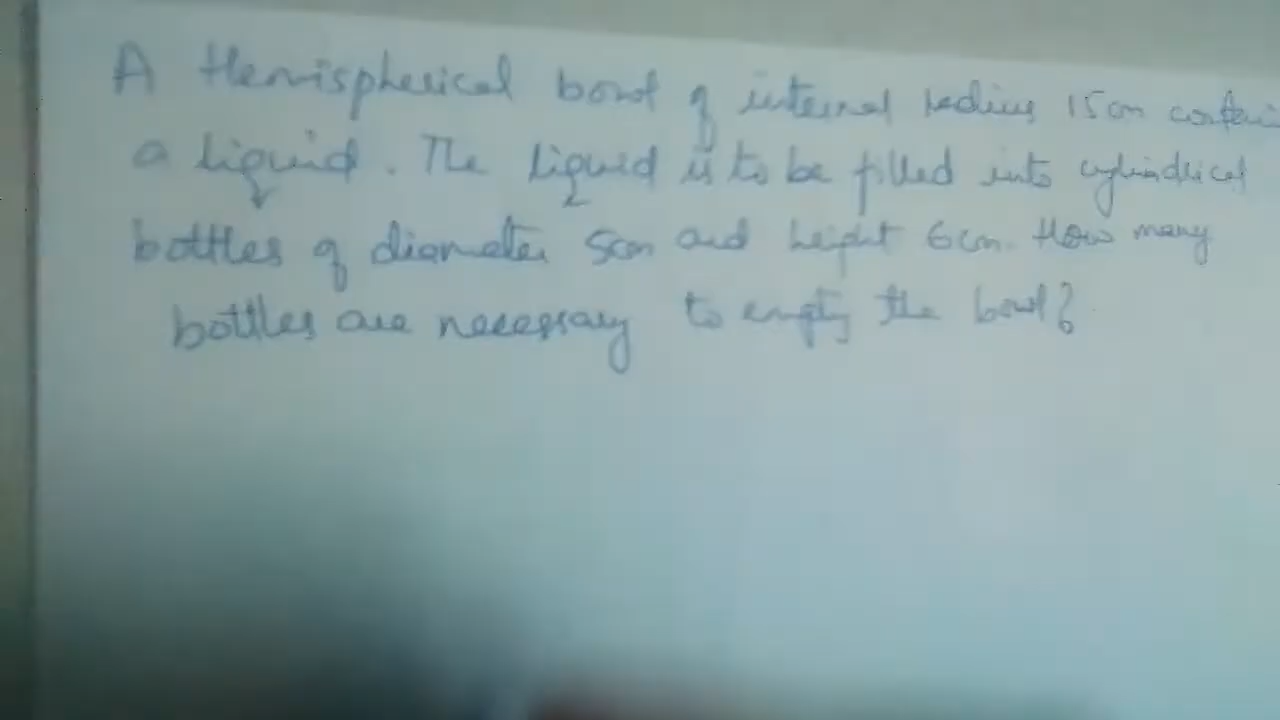 A Hemispherical bowl of internal radius 15cm
a liquid. The liquid is to be filled into cylindrical
bottles of diameter 5cm and height 6cm. How many
bottles are necessary to empty the bowl?